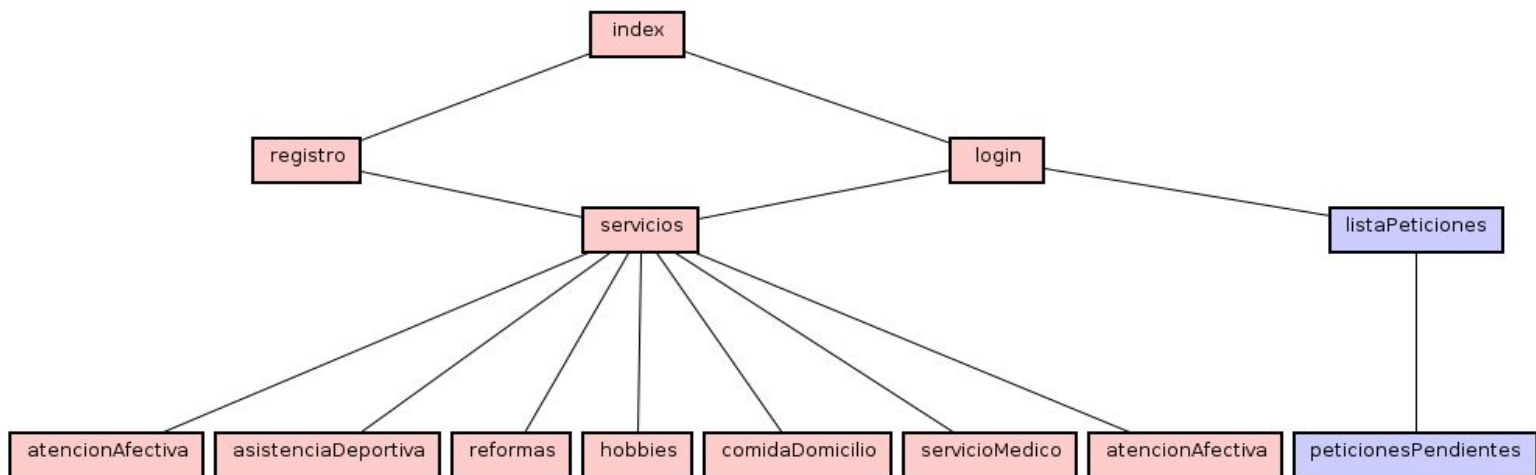 index
registro
login
servicios
listaPeticiones
atencionAfectiva
asistenciaDeportiva
reformas
hobbies
comidaDomicilio
servicioMedico
atencionAfectiva
peticionesPendientes